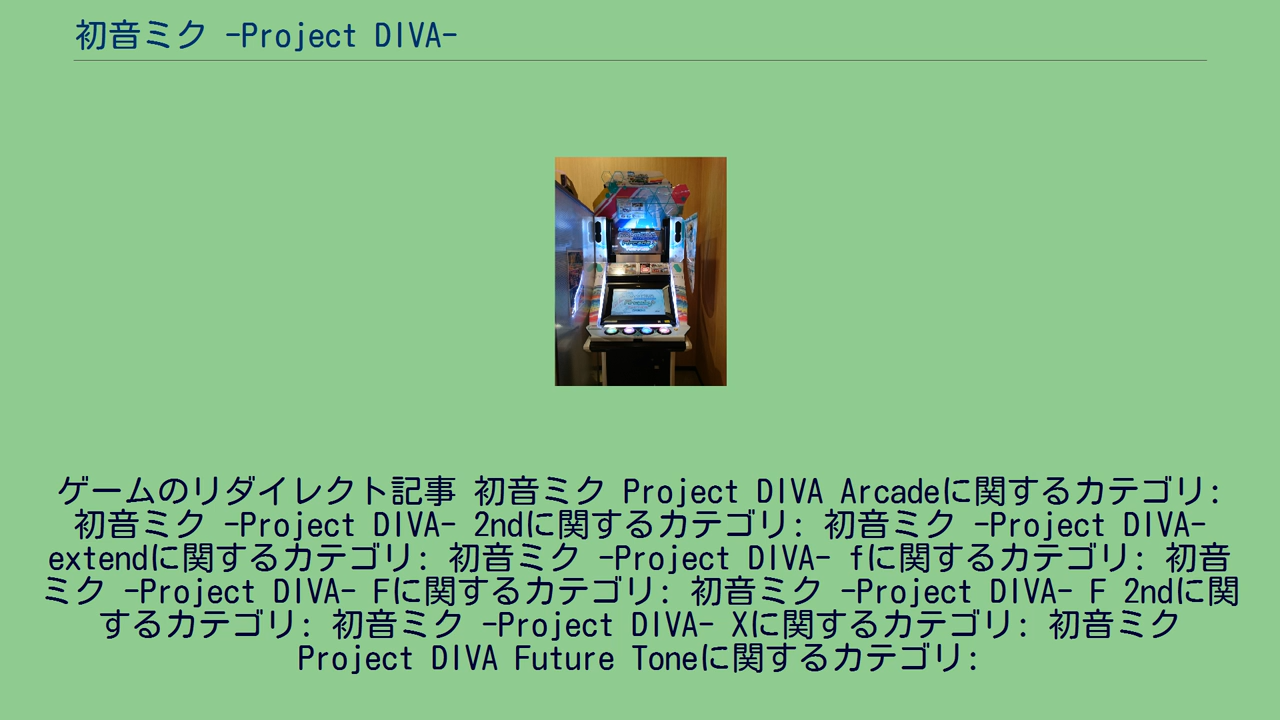 初音ミク -Project DIVA-
ゲームのリダイレクト記事 初音ミク Project DIVA Arcadeに関するカテゴリ:
初音ミク -Project DIVA- 2ndに関するカテゴリ: 初音ミク -Project DIVA-
extendに関するカテゴリ: 初音ミク -Project DIVA- fに関するカテゴリ: 初音
ミク -Project DIVA- Fに関するカテゴリ: 初音ミク -Project DIVA- F 2ndに関
するカテゴリ: 初音ミク -Project DIVA- Xに関するカテゴリ: 初音ミク
Project DIVA Future Toneに関するカテゴリ: